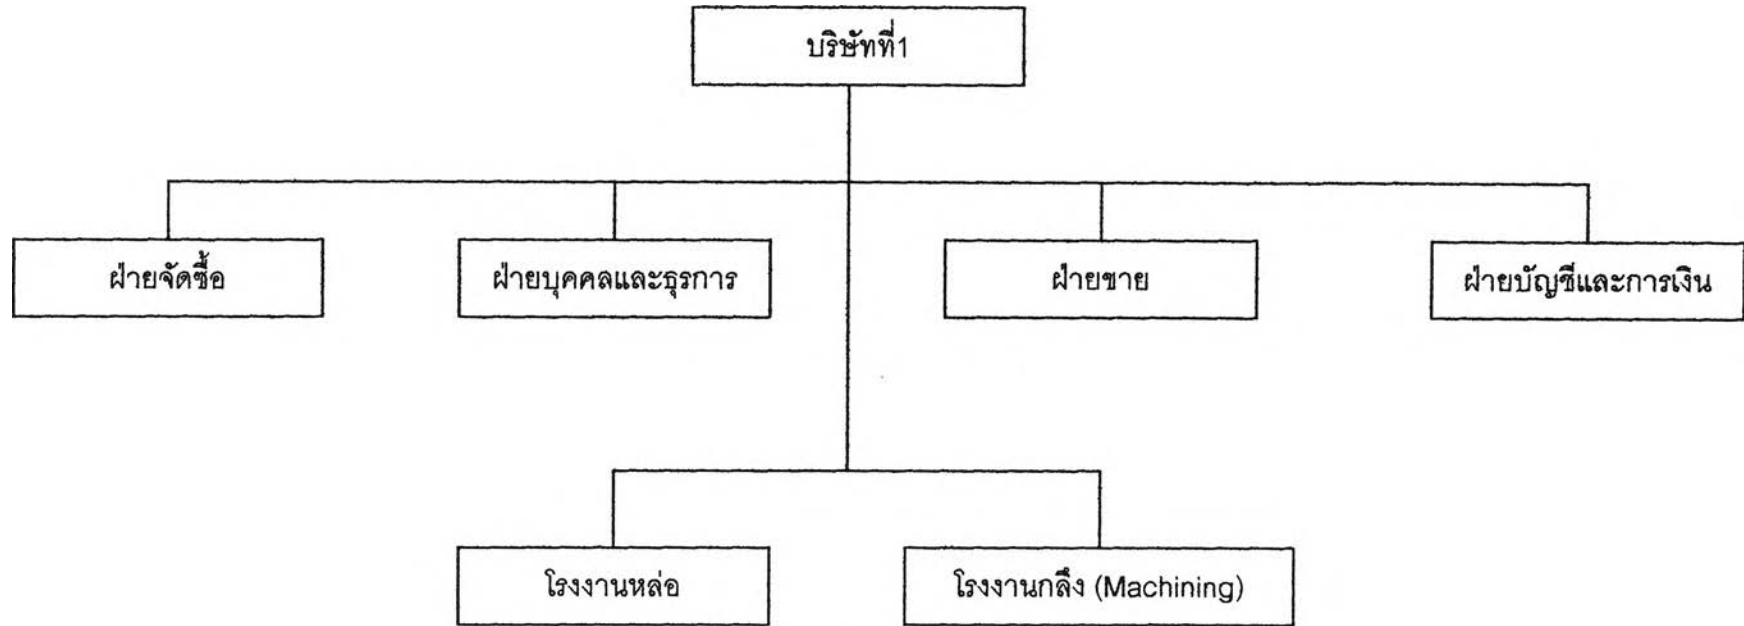 บริษัทที่1
ฝ่ายจัดซื้อ
ฝ่ายบุคคลและธุรการ
ฝ่ายขาย
ฝ่ายบัญชีและการเงิน
โรงงานหล่อ
โรงงานกลึง (Machining)